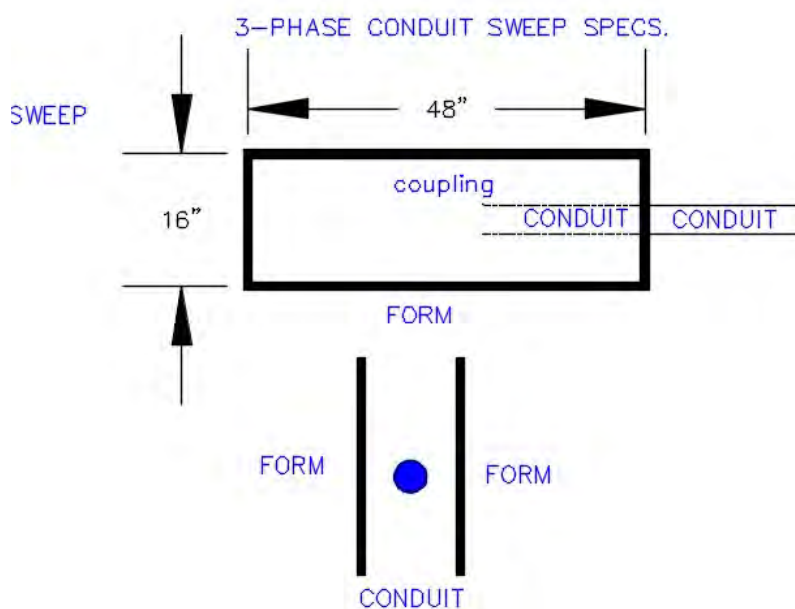 3-PHASE CONDUIT SWEEP SPECS.
48”
SWEEP
coupling
16”
CONDUIT CONDUIT
FORM
FORM
FORM
CONDUIT